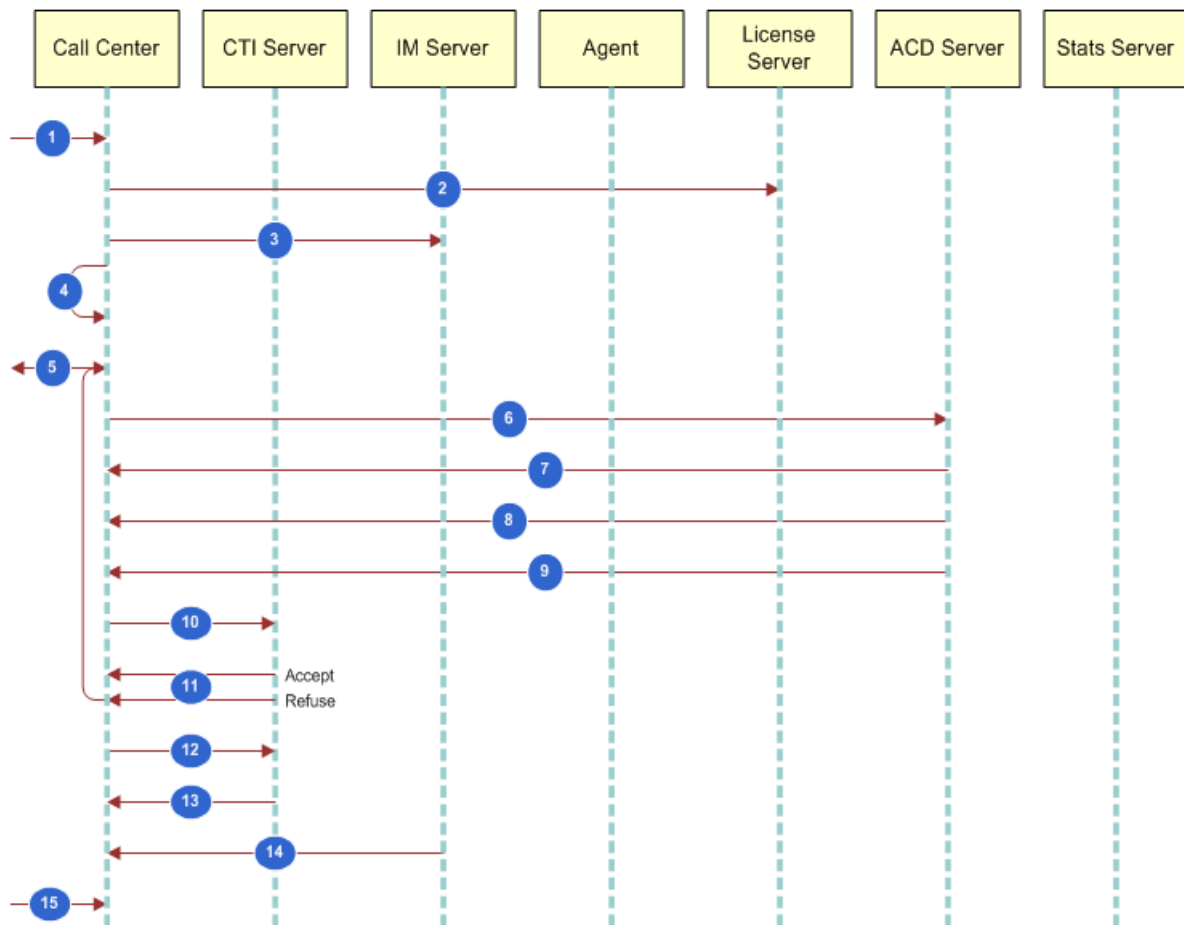 Call Center
CTI Server
IM Server
Agent
License
Server
ACD Server
Stats Server
1
2
3
4
5
6
7
8
9
10
Accept
11
Refuse
12
13
14
15